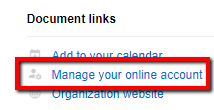 Document links
Add to your calendar
Manage your online account
Organization website